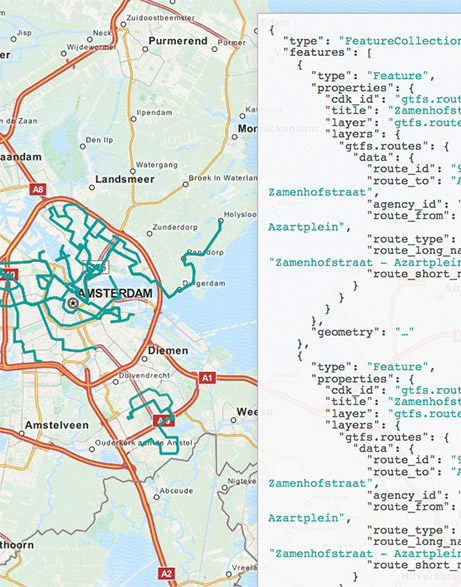 Zuidoostbeemster
Jisp
Neck
Wijdewormer
Purmerend
Purmer
Ilpendam
de Zaan
Den Ilp
aandam
Watergang
Landsmeer
Broek In Waterland
A8
Holysloot
Zunderdorp
Ransdorp
Durgerdam
AMSTERDAM
Diemen
A1
Duivendrecht
Amstelveen
Ouderkerk aan de Amstel
Abcoude
A2
thoorn
{
"type": "FeatureCollection
"features": [
{
"type": "Feature",
"properties": {
"cdk_id": "gtfs.rout
"title": "Zamenhofst
"layer": "gtfs.route
"layers": {
"gtfs.routes": {
"data": {
"route_id": "9
"route_to": "A
Zamenhofstraat",
"agency_id": "
"route_from":
Azartplein",
"route_type":
"route_long_na
"Zamenhofstraat - Azartplein
"route_short_n
}
}
}
},
"geometry": "…"
},
{
"type": "Feature",
"properties": {
"cdk_id": "gtfs.rout
"title": "Zamenhofst
"layer": "gtfs.route
"layers": {
"gtfs.routes": {
"data": {
"route_id": "9
"route_to": "A
Zamenhofstraat",
"agency_id": "
"route_from":
Azartplein",
"route_type":
"route_long_na
"Zamenhofstraat - Azartplein
"route_short_n
}